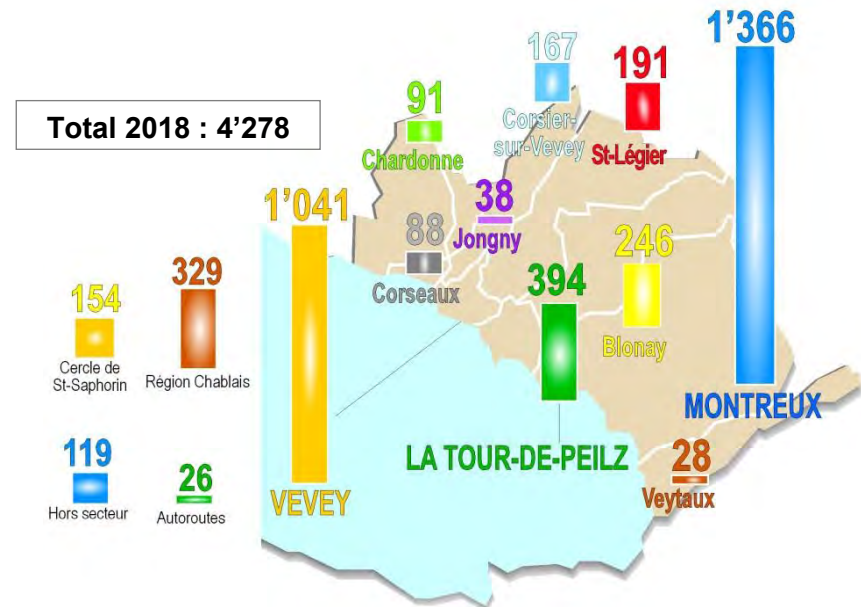 1’366
167
191
Corsier-
sur-Vevey
St-Légier
91
Chardonne
Total 2018 : 4’278
1’041
38
Jongny
88
Corseaux
246
Blonay
394
329
154
Cercle de
St-Saphorin
Région Chablais
MONTREUX
LA TOUR-DE-PEILZ
28
Veytaux
119
Hors secteur
26
Autoroutes
VEVEY